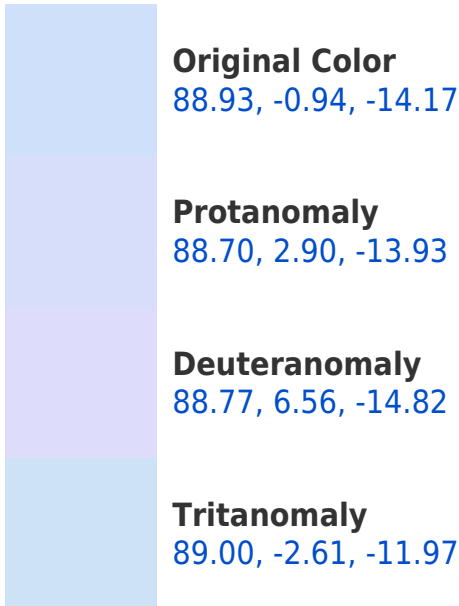 Original Color
88.93, -0.94, -14.17
Protanomaly
88.70, 2.90, -13.93
Deuteranomaly
88.77, 6.56, -14.82
Tritanomaly
89.00, -2.61, -11.97